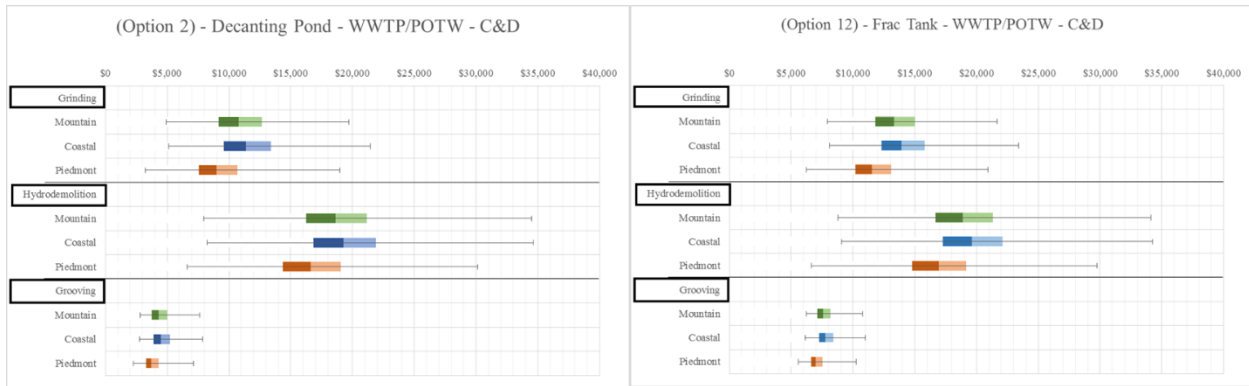 (Option 2) - Decanting Pond - WWTP/POTW - C&D
$0 $5,000 $10,000 $15,000 $20,000 $25,000 $30,000 $35,000 $40,000
Grinding
Mountain
Coastal
Piedmont
Hydrodemolition
Mountain
Coastal
Piedmont
Grooving
Mountain
Coastal
Piedmont
(Option 12) - Frac Tank - WWTP/POTW - C&D
$0 $5,000 $10,000 $15,000 $20,000 $25,000 $30,000 $35,000 $40,000
Grinding
Mountain
Coastal
Piedmont
Hydrodemolition
Mountain
Coastal
Piedmont
Grooving
Mountain
Coastal
Piedmont